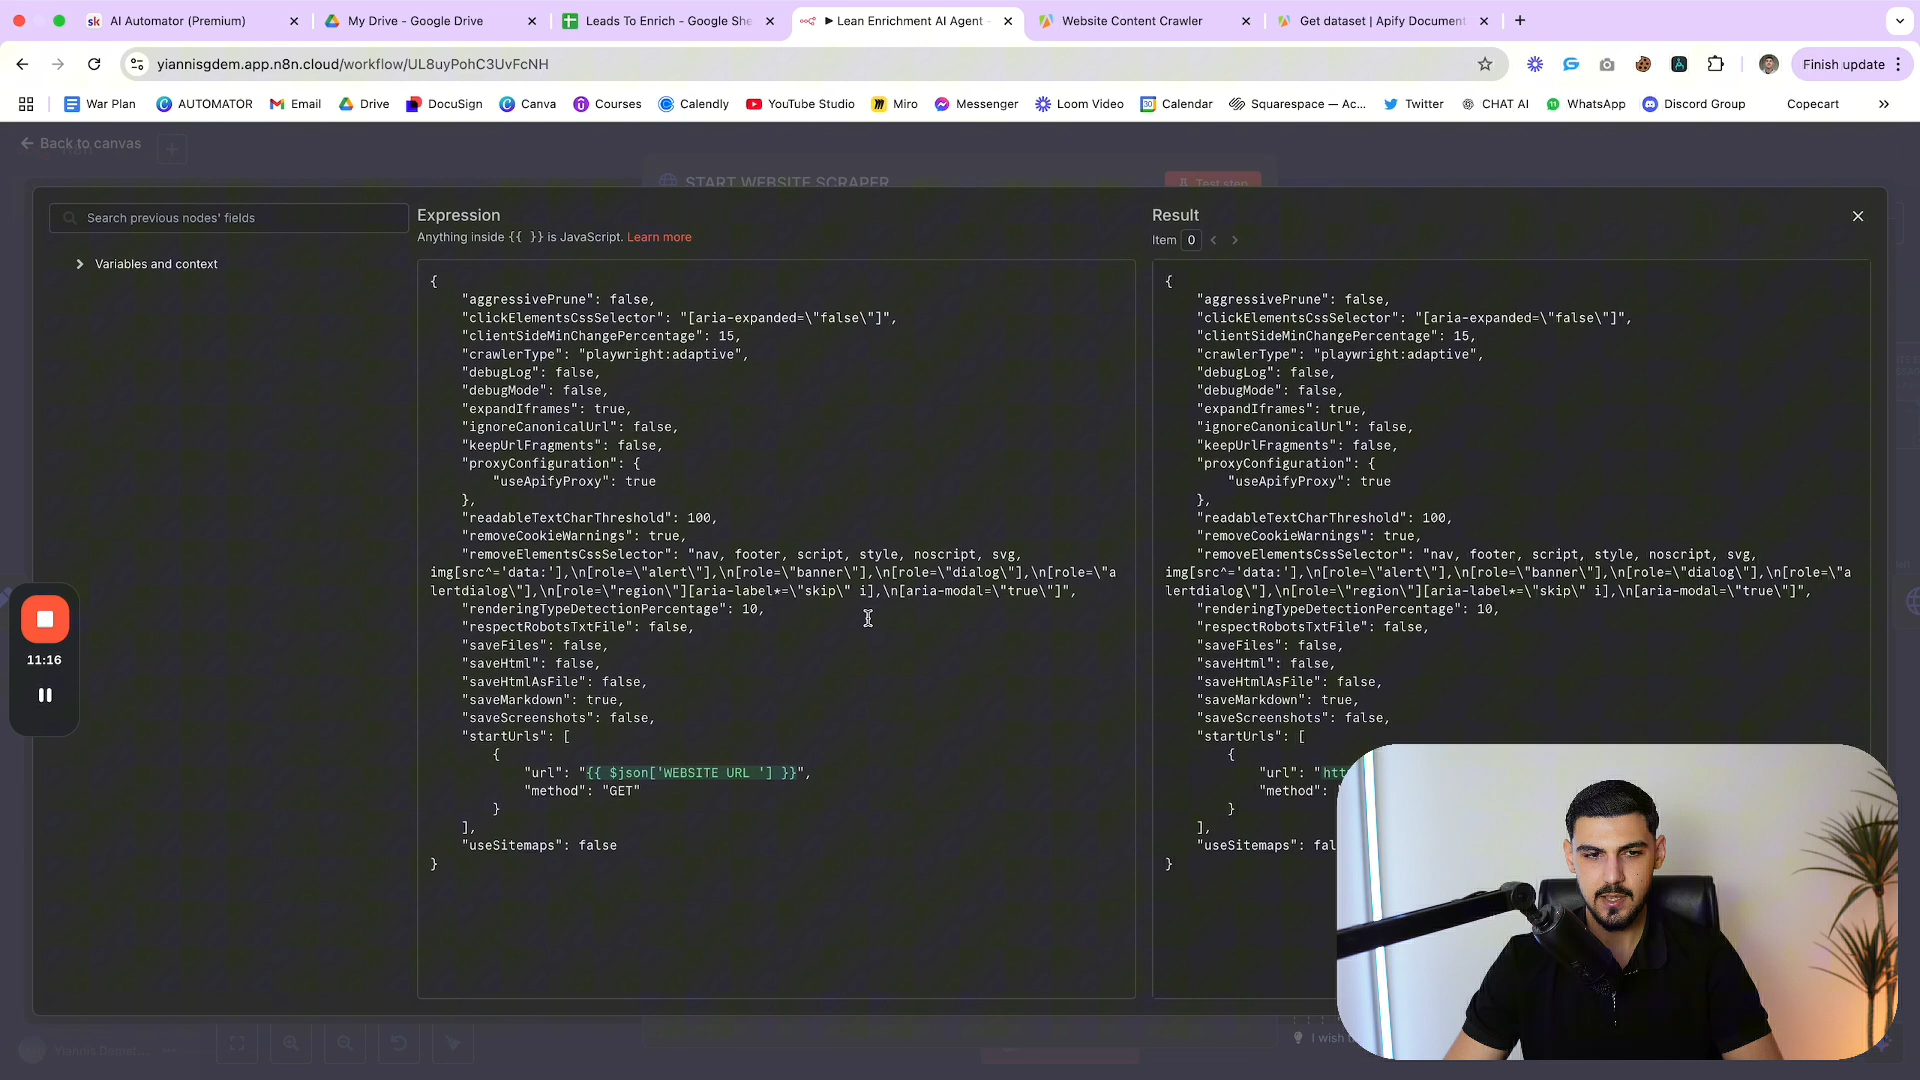 AI Automator (Premium)
My Drive - Google Drive
Leads To Enrich - Google She
Lean Enrichment AI Agent -
Website Content Crawler
Get dataset | Apify Document
yiannisgdem.app.n8n.cloud/workflow/UL8uyPohC3UvFcNH
Finish update
War Plan
AUTOMATOR
Email
Drive
DocuSign
Canva
Courses
Calendly
YouTube Studio
Miro
Messenger
Loom Video
Calendar
Squarespace — Ac...
Twitter
CHAT AI
WhatsApp
Discord Group
Copecart
Back to canvas
START WEBSITE SCRAPER
Test step
Search previous nodes' fields
Variables and context
Expression
Anything inside {{ }} is JavaScript. Learn more
{
"aggressivePrune": false,
"clickElementsCssSelector": "[aria-expanded=\"false\"]",
"clientSideMinChangePercentage": 15,
"crawlerType": "playwright:adaptive",
"debugLog": false,
"debugMode": false,
"expandIframes": true,
"ignoreCanonicalUrl": false,
"keepUrlFragments": false,
"proxyConfiguration": {
"useApifyProxy": true
},
"readableTextCharThreshold": 100,
"removeCookieWarnings": true,
"removeElementsCssSelector": "nav, footer, script, style, noscript, svg,
img[src^='data:'],\n[role=\"alert\"],\n[role=\"banner\"],\n[role=\"dialog\"],\n[role=\"a
lertdialog\"],\n[role=\"region\"][aria-label*=\"skip\" i],\n[aria-modal=\"true\"]",
"renderingTypeDetectionPercentage": 10,
"respectRobotsTxtFile": false,
"saveFiles": false,
"saveHtml": false,
"saveHtmlAsFile": false,
"saveMarkdown": true,
"saveScreenshots": false,
"startUrls": [
{
"url": "{{ $json['WEBSITE URL '] }}",
"method": "GET"
}
],
"useSitemaps": false
}
Result
Item 0
{
"aggressivePrune": false,
"clickElementsCssSelector": "[aria-expanded=\"false\"]",
"clientSideMinChangePercentage": 15,
"crawlerType": "playwright:adaptive",
"debugLog": false,
"debugMode": false,
"expandIframes": true,
"ignoreCanonicalUrl": false,
"keepUrlFragments": false,
"proxyConfiguration": {
"useApifyProxy": true
},
"readableTextCharThreshold": 100,
"removeCookieWarnings": true,
"removeElementsCssSelector": "nav, footer, script, style, noscript, svg,
img[src^='data:'],\n[role=\"alert\"],\n[role=\"banner\"],\n[role=\"dialog\"],\n[role=\"a
lertdialog\"],\n[role=\"region\"][aria-label*=\"skip\" i],\n[aria-modal=\"true\"]",
"renderingTypeDetectionPercentage": 10,
"respectRobotsTxtFile": false,
"saveFiles": false,
"saveHtml": false,
"saveHtmlAsFile": false,
"saveMarkdown": true,
"saveScreenshots": false,
"startUrls": [
{
"url": "htt
"method":
}
],
"useSitemaps": fal
}
11:16
I wish